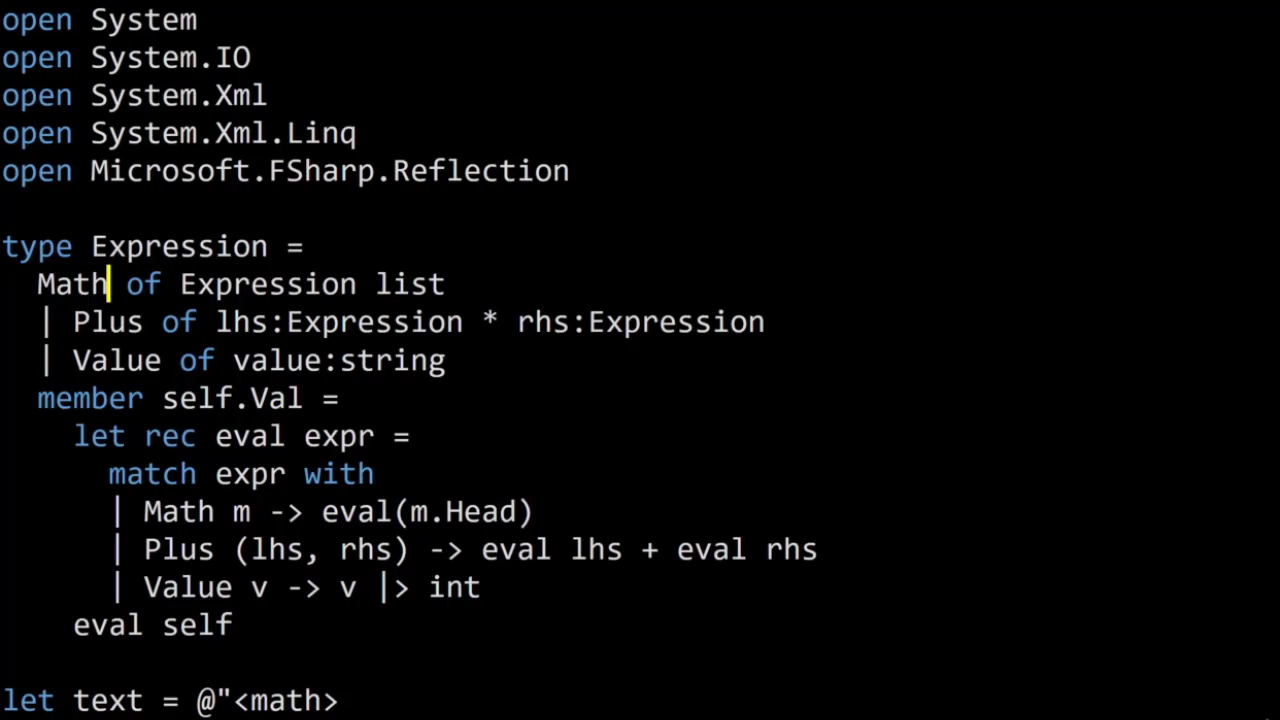 open System
open System.IO
open System.Xml
open System.Xml.Linq
open Microsoft.FSharp.Reflection

type Expression =
  Math of Expression list
  | Plus of lhs:Expression * rhs:Expression
  | Value of value:string
  member self.Val =
    let rec eval expr =
      match expr with
      | Math m -> eval(m.Head)
      | Plus (lhs, rhs) -> eval lhs + eval rhs
      | Value v -> v |> int
    eval self

let text = @"<math>